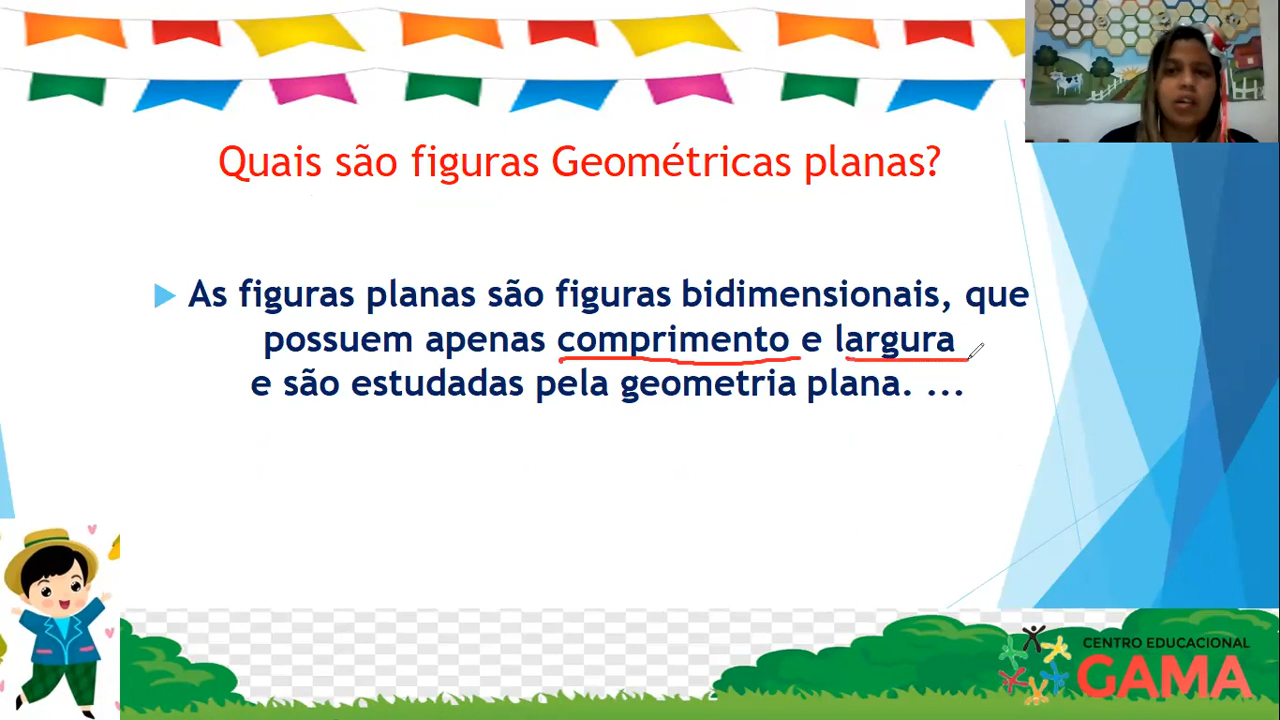 Quais são figuras Geométricas planas?
As figuras planas são figuras bidimensionais, que
possuem apenas comprimento e largura
e são estudadas pela geometria plana. ...
CENTRO EDUCACIONAL
GAMA